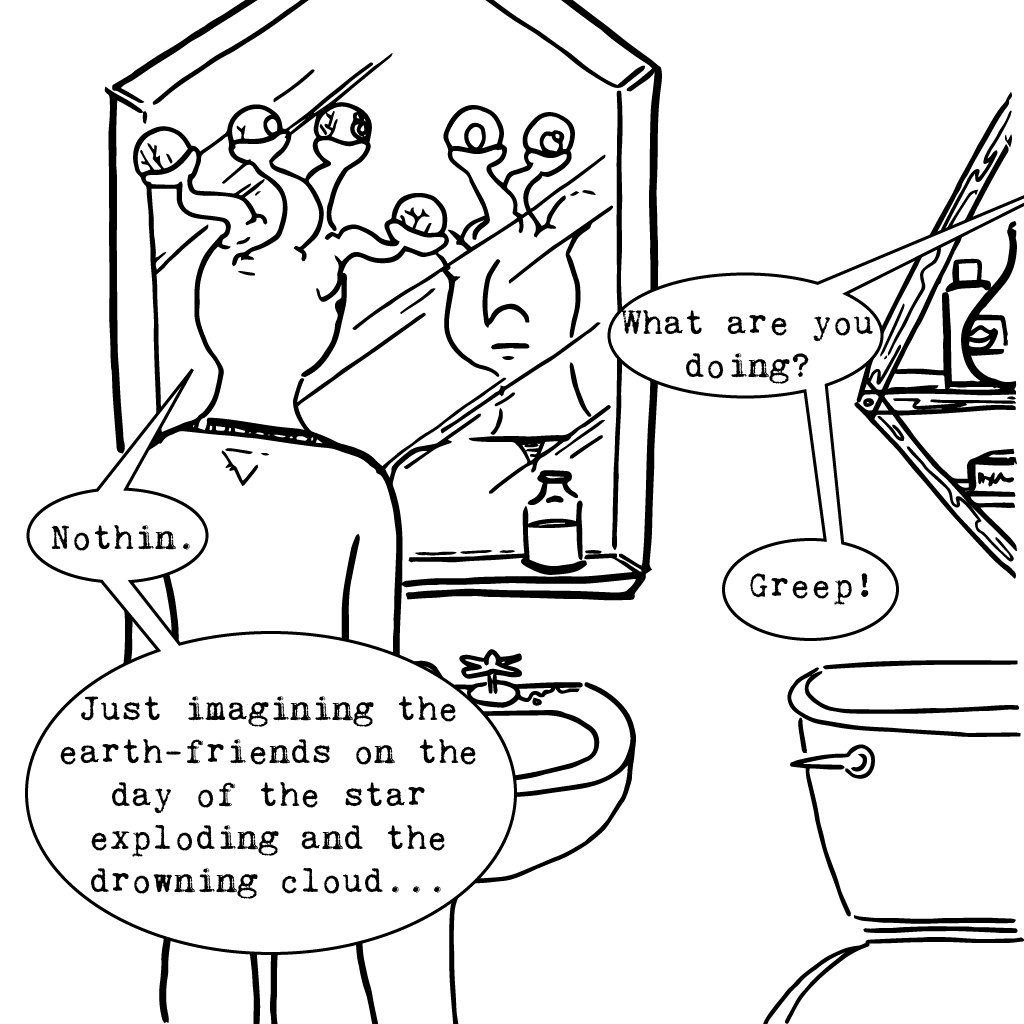 What are you
doing?
Greep!
Nothin.
Just imagining the
earth-friends on the
day of the star
exploding and the
drowning cloud...